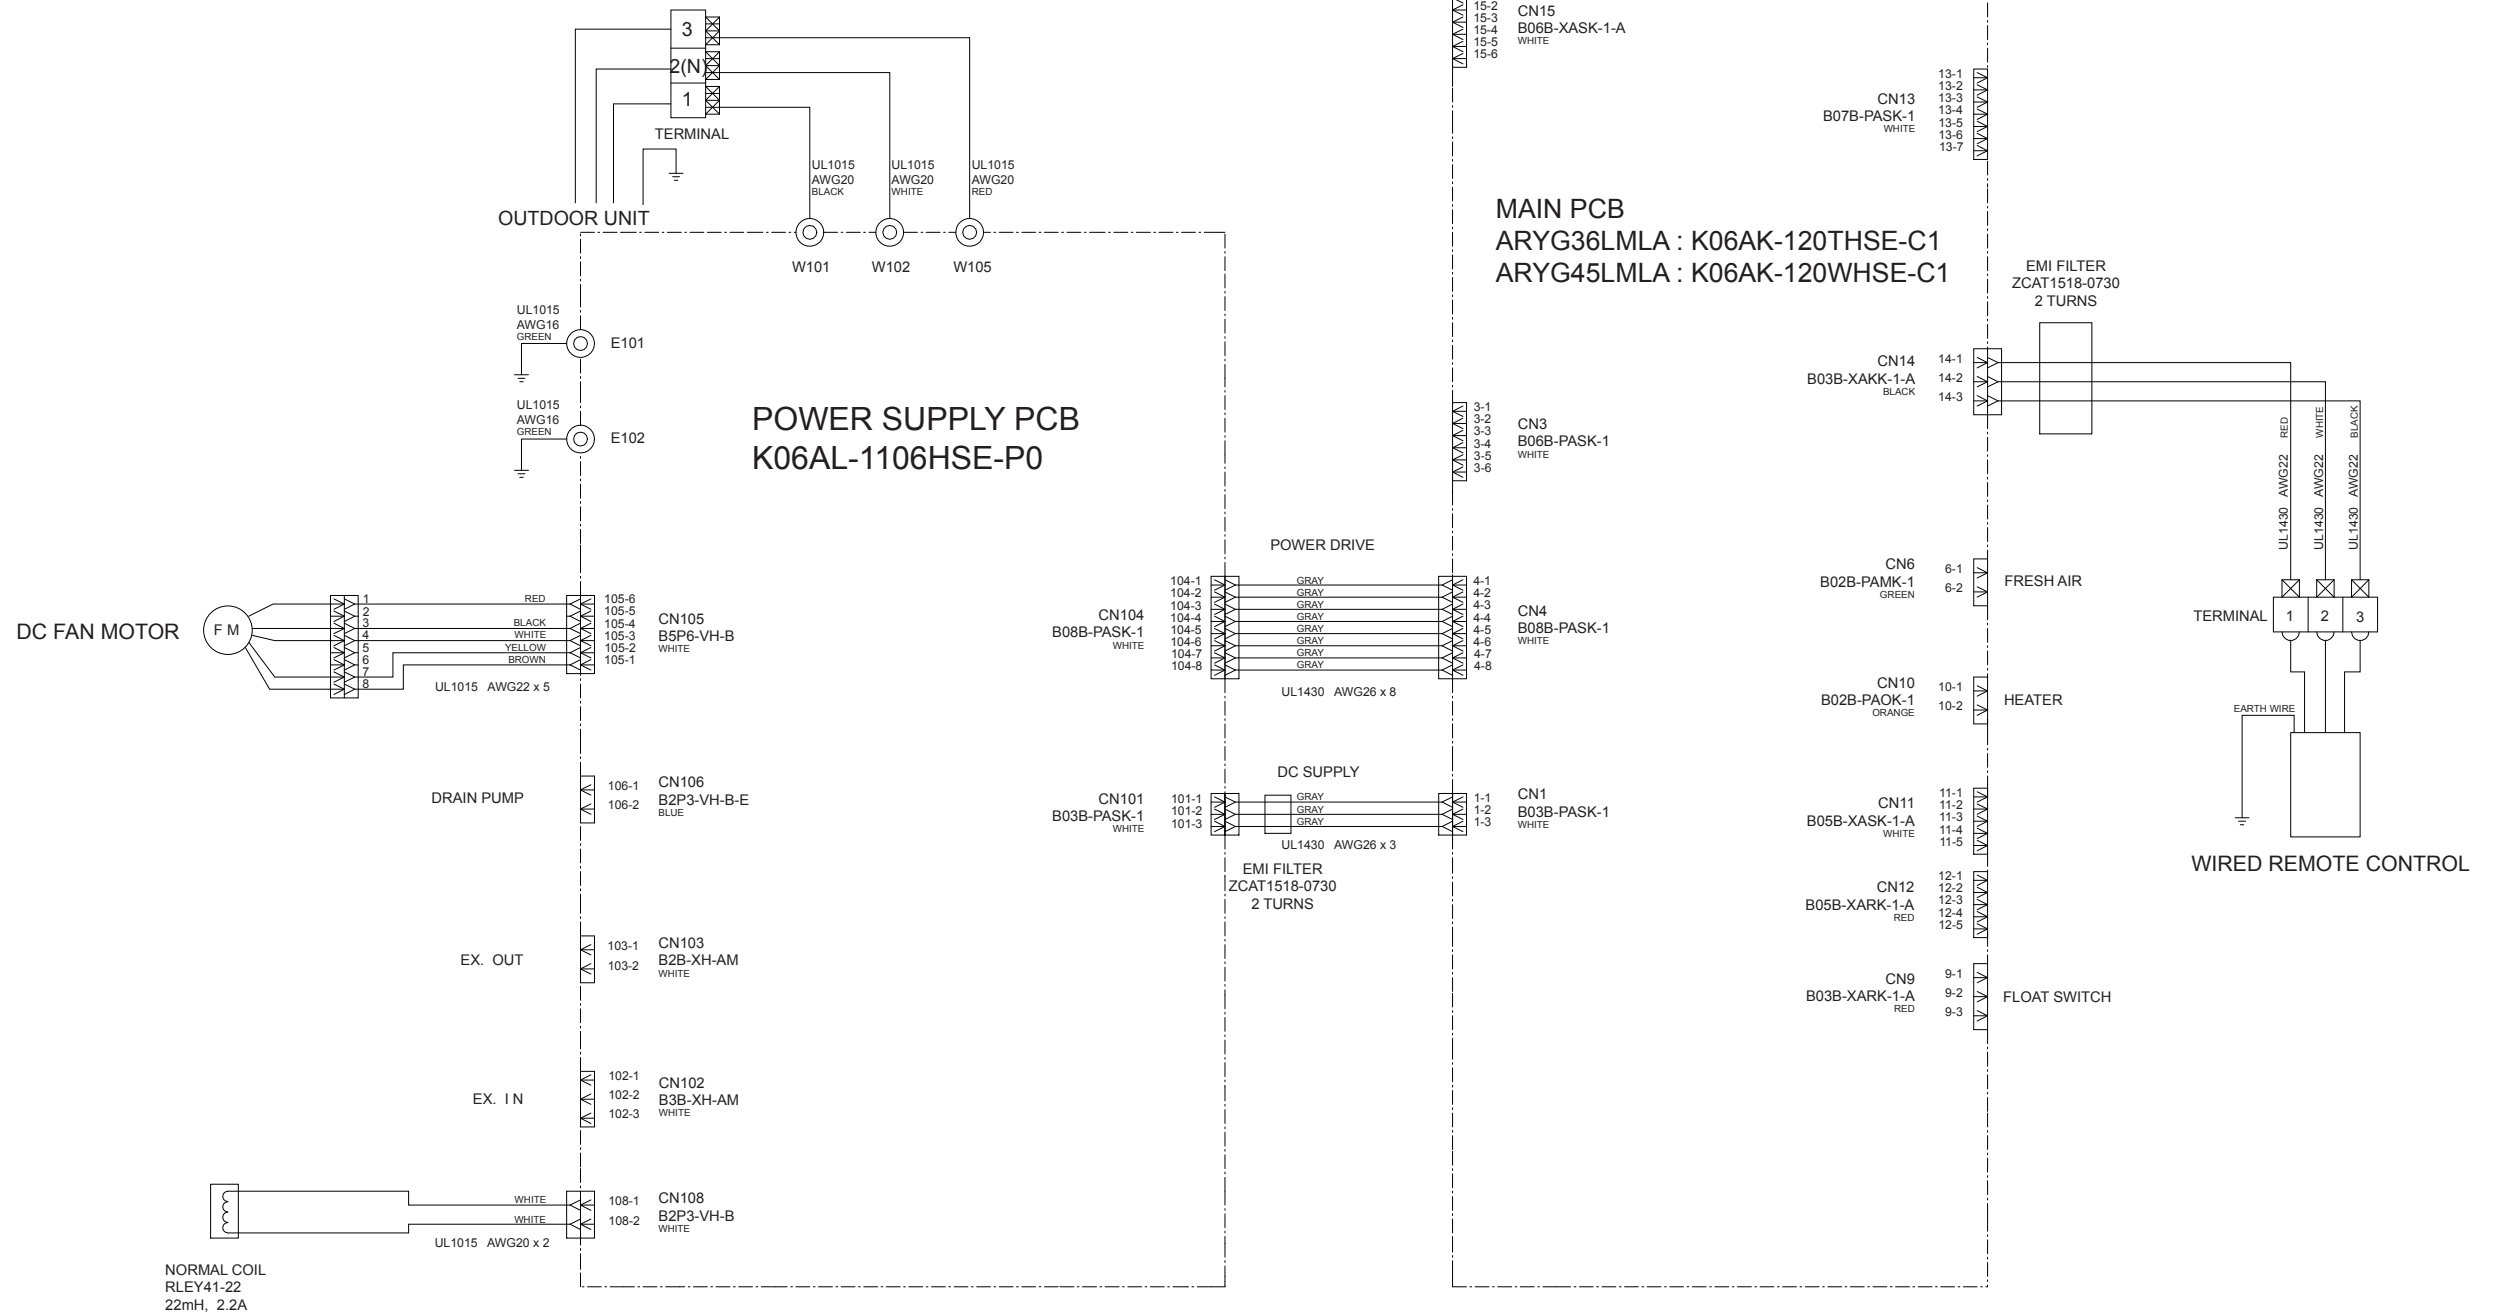 3
2(N)
1
TERMINAL
OUTDOOR UNIT
UL1015
AWG20
BLACK
UL1015
AWG20
WHITE
UL1015
AWG20
RED
W101
W102
W105
UL1015
AWG16
GREEN
E101
UL1015
AWG16
GREEN
E102
POWER SUPPLY PCB
K06AL-1106HSE-P0
DC FAN MOTOR
F M
1
2
3
4
5
6
7
8
RED
BLACK
WHITE
YELLOW
BROWN
UL1015 AWG22 x 5
105-6
105-5
105-4
105-3
105-2
105-1
CN105
B5P6-VH-B
WHITE
DRAIN PUMP
106-1
106-2
CN106
B2P3-VH-B-E
BLUE
EX. OUT
103-1
103-2
CN103
B2B-XH-AM
WHITE
EX. I N
102-1
102-2
102-3
CN102
B3B-XH-AM
WHITE
WHITE
WHITE
UL1015 AWG20 x 2
108-1
108-2
CN108
B2P3-VH-B
WHITE
NORMAL COIL
RLEY41-22
22mH, 2.2A
CN104
B08B-PASK-1
WHITE
104-1
104-2
104-3
104-4
104-5
104-6
104-7
104-8
POWER DRIVE
GRAY
GRAY
GRAY
GRAY
GRAY
GRAY
GRAY
GRAY
UL1430 AWG26 x 8
4-1
4-2
4-3
4-4
4-5
4-6
4-7
4-8
CN4
B08B-PASK-1
WHITE
CN101
B03B-PASK-1
WHITE
101-1
101-2
101-3
DC SUPPLY
GRAY
GRAY
GRAY
UL1430 AWG26 x 3
EMI FILTER
ZCAT1518-0730
2 TURNS
1-1
1-2
1-3
CN1
B03B-PASK-1
WHITE
15-2
15-3
15-4
15-5
15-6
CN15
B06B-XASK-1-A
WHITE
CN13
B07B-PASK-1
WHITE
13-1
13-2
13-3
13-4
13-5
13-6
13-7
MAIN PCB
ARYG36LMLA : K06AK-120THSE-C1
ARYG45LMLA : K06AK-120WHSE-C1
3-1
3-2
3-3
3-4
3-5
3-6
CN3
B06B-PASK-1
WHITE
EMI FILTER
ZCAT1518-0730
2 TURNS
CN14
B03B-XAKK-1-A
BLACK
14-1
14-2
14-3
UL1430 AWG22 RED
UL1430 AWG22 WHITE
UL1430 AWG22 BLACK
CN6
B02B-PAMK-1
GREEN
6-1
6-2
FRESH AIR
TERMINAL
1
2
3
CN10
B02B-PAOK-1
ORANGE
10-1
10-2
HEATER
EARTH WIRE
WIRED REMOTE CONTROL
CN11
B05B-XASK-1-A
WHITE
11-1
11-2
11-3
11-4
11-5
CN12
B05B-XARK-1-A
RED
12-1
12-2
12-3
12-4
12-5
CN9
B03B-XARK-1-A
RED
9-1
9-2
9-3
FLOAT SWITCH